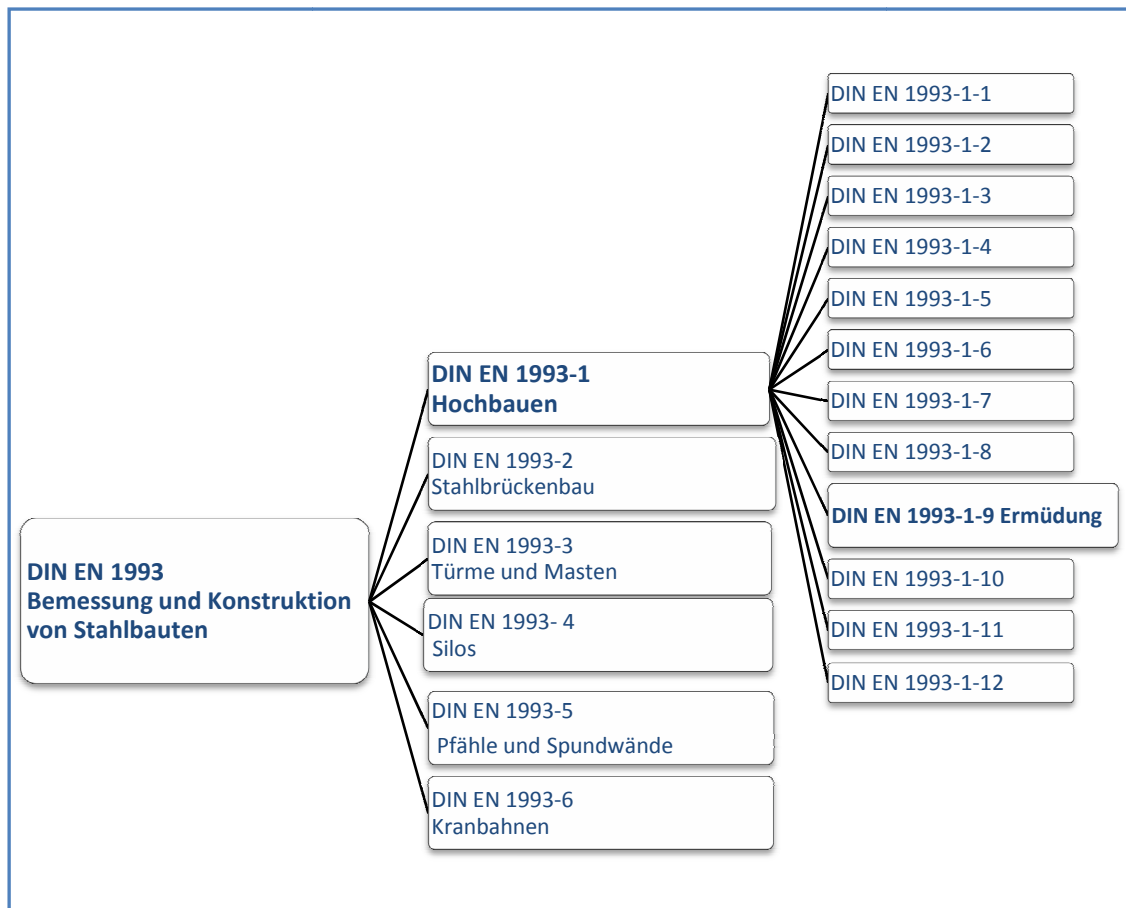 DIN EN 1993
Bemessung und Konstruktion
von Stahlbauten
DIN EN 1993-1
Hochbauen
DIN EN 1993-2
Stahlbrückenbau
DIN EN 1993-3
Türme und Masten
DIN EN 1993- 4
Silos
DIN EN 1993-5
Pfähle und Spundwände
DIN EN 1993-6
Kranbahnen
DIN EN 1993-1-1
DIN EN 1993-1-2
DIN EN 1993-1-3
DIN EN 1993-1-4
DIN EN 1993-1-5
DIN EN 1993-1-6
DIN EN 1993-1-7
DIN EN 1993-1-8
DIN EN 1993-1-9 Ermüdung
DIN EN 1993-1-10
DIN EN 1993-1-11
DIN EN 1993-1-12